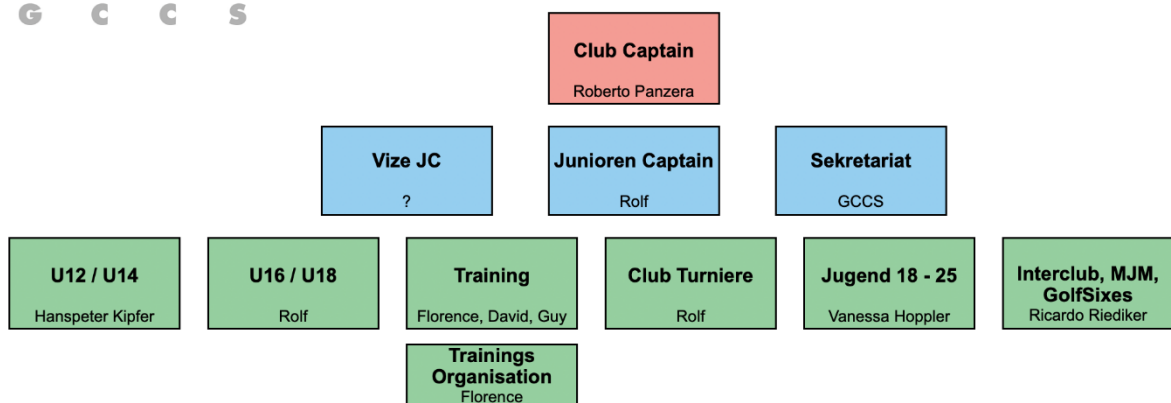 G C C S
Club Captain
Roberto Panzera
Vize JC
?
Junioren Captain
Rolf
Sekretariat
GCCS
U12 / U14
Hanspeter Kipfer
U16 / U18
Rolf
Training
Florence, David, Guy
Club Turniere
Rolf
Jugend 18 - 25
Vanessa Hoppler
Interclub, MJM,
GolfSixes
Ricardo Riediker
Trainings
Organisation
Florence